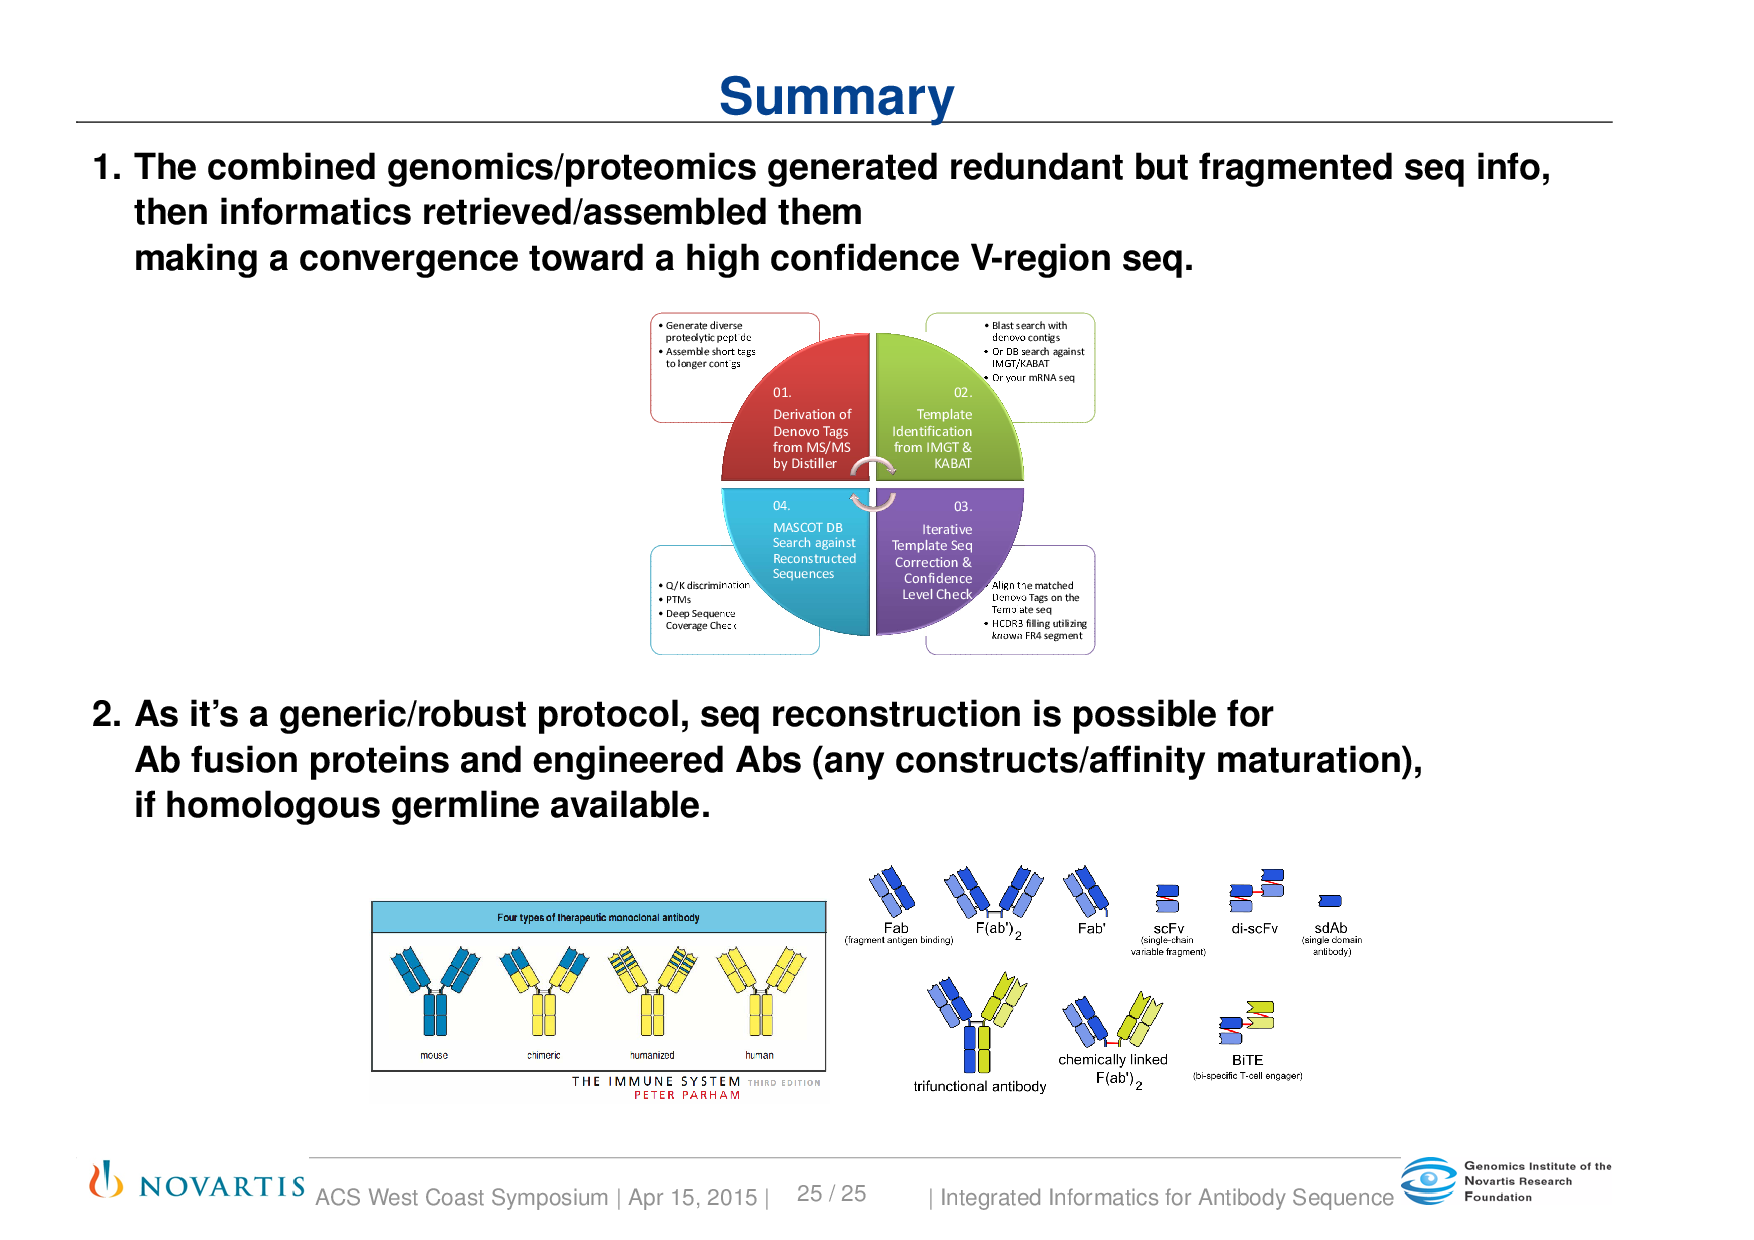 Summary
1. The combined genomics/proteomics generated redundant but fragmented seq info,
then informatics retrieved/assembled them
making a convergence toward a high confidence V-region seq.
• Generate diverse
proteolytic peptide
• Assemble short tags
to longer contigs
• Blast search with
denovo contigs
• Or DB search against
IMGT/KABAT
• Or your mRNA seq
01.
Derivation of
Denovo Tags
from MS/MS
by Distiller
02.
Template
Identification
from IMGT &
KABAT
04.
MASCOT DB
Search against
Reconstructed
Sequences
03.
Iterative
Template Seq
Correction &
Confidence
Level Check
• Q/K discrimination
• PTMs
• Deep Sequence
Coverage Check
• Align the matched
Denovo Tags on the
Template seq
• HCDR3 filling utilizing
known FR4 segment
2. As it's a generic/robust protocol, seq reconstruction is possible for
Ab fusion proteins and engineered Abs (any constructs/affinity maturation),
if homologous germline available.
Four types of therapeutic monoclonal antibody
mouse chimeric humanized human
THE IMMUNE SYSTEM THIRD EDITION
PETER PARHAM
Fab
(fragment antigen binding)
F(ab')2
Fab'
scFv
(single-chain
variable fragment)
di-scFv
sdAb
(single domain
antibody)
trifunctional antibody
chemically linked
F(ab')2
BiTE
(bi-specific T-cell engager)
NOVARTIS
ACS West Coast Symposium | Apr 15, 2015 | 25 / 25 | Integrated Informatics for Antibody Sequence
Genomics Institute of the
Novartis Research
Foundation